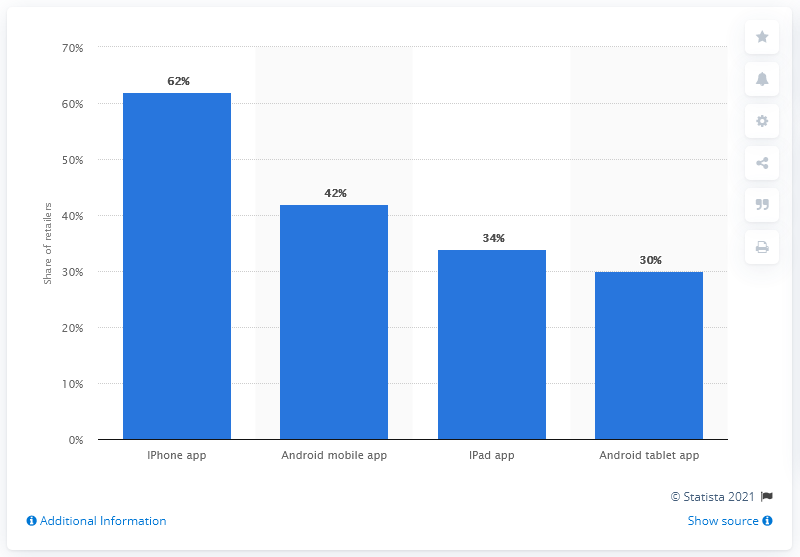 70%
62%
60%
50%
42%
40%
34%
30%
30%
20%
10%
0%
Share of retailers
IPhone app
Android mobile app
IPad app
Android tablet app
© Statista 2021
Additional Information
Show source